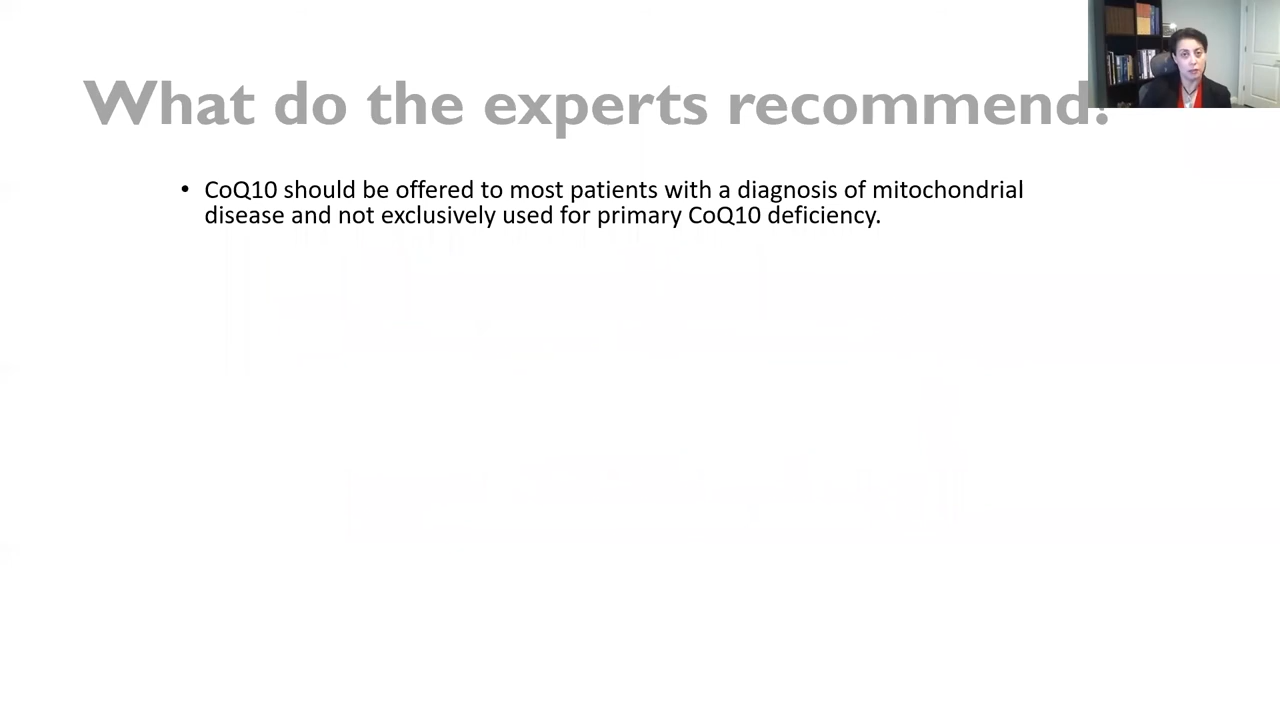 What do the experts recommend?
• CoQ10 should be offered to most patients with a diagnosis of mitochondrial
disease and not exclusively used for primary CoQ10 deficiency.